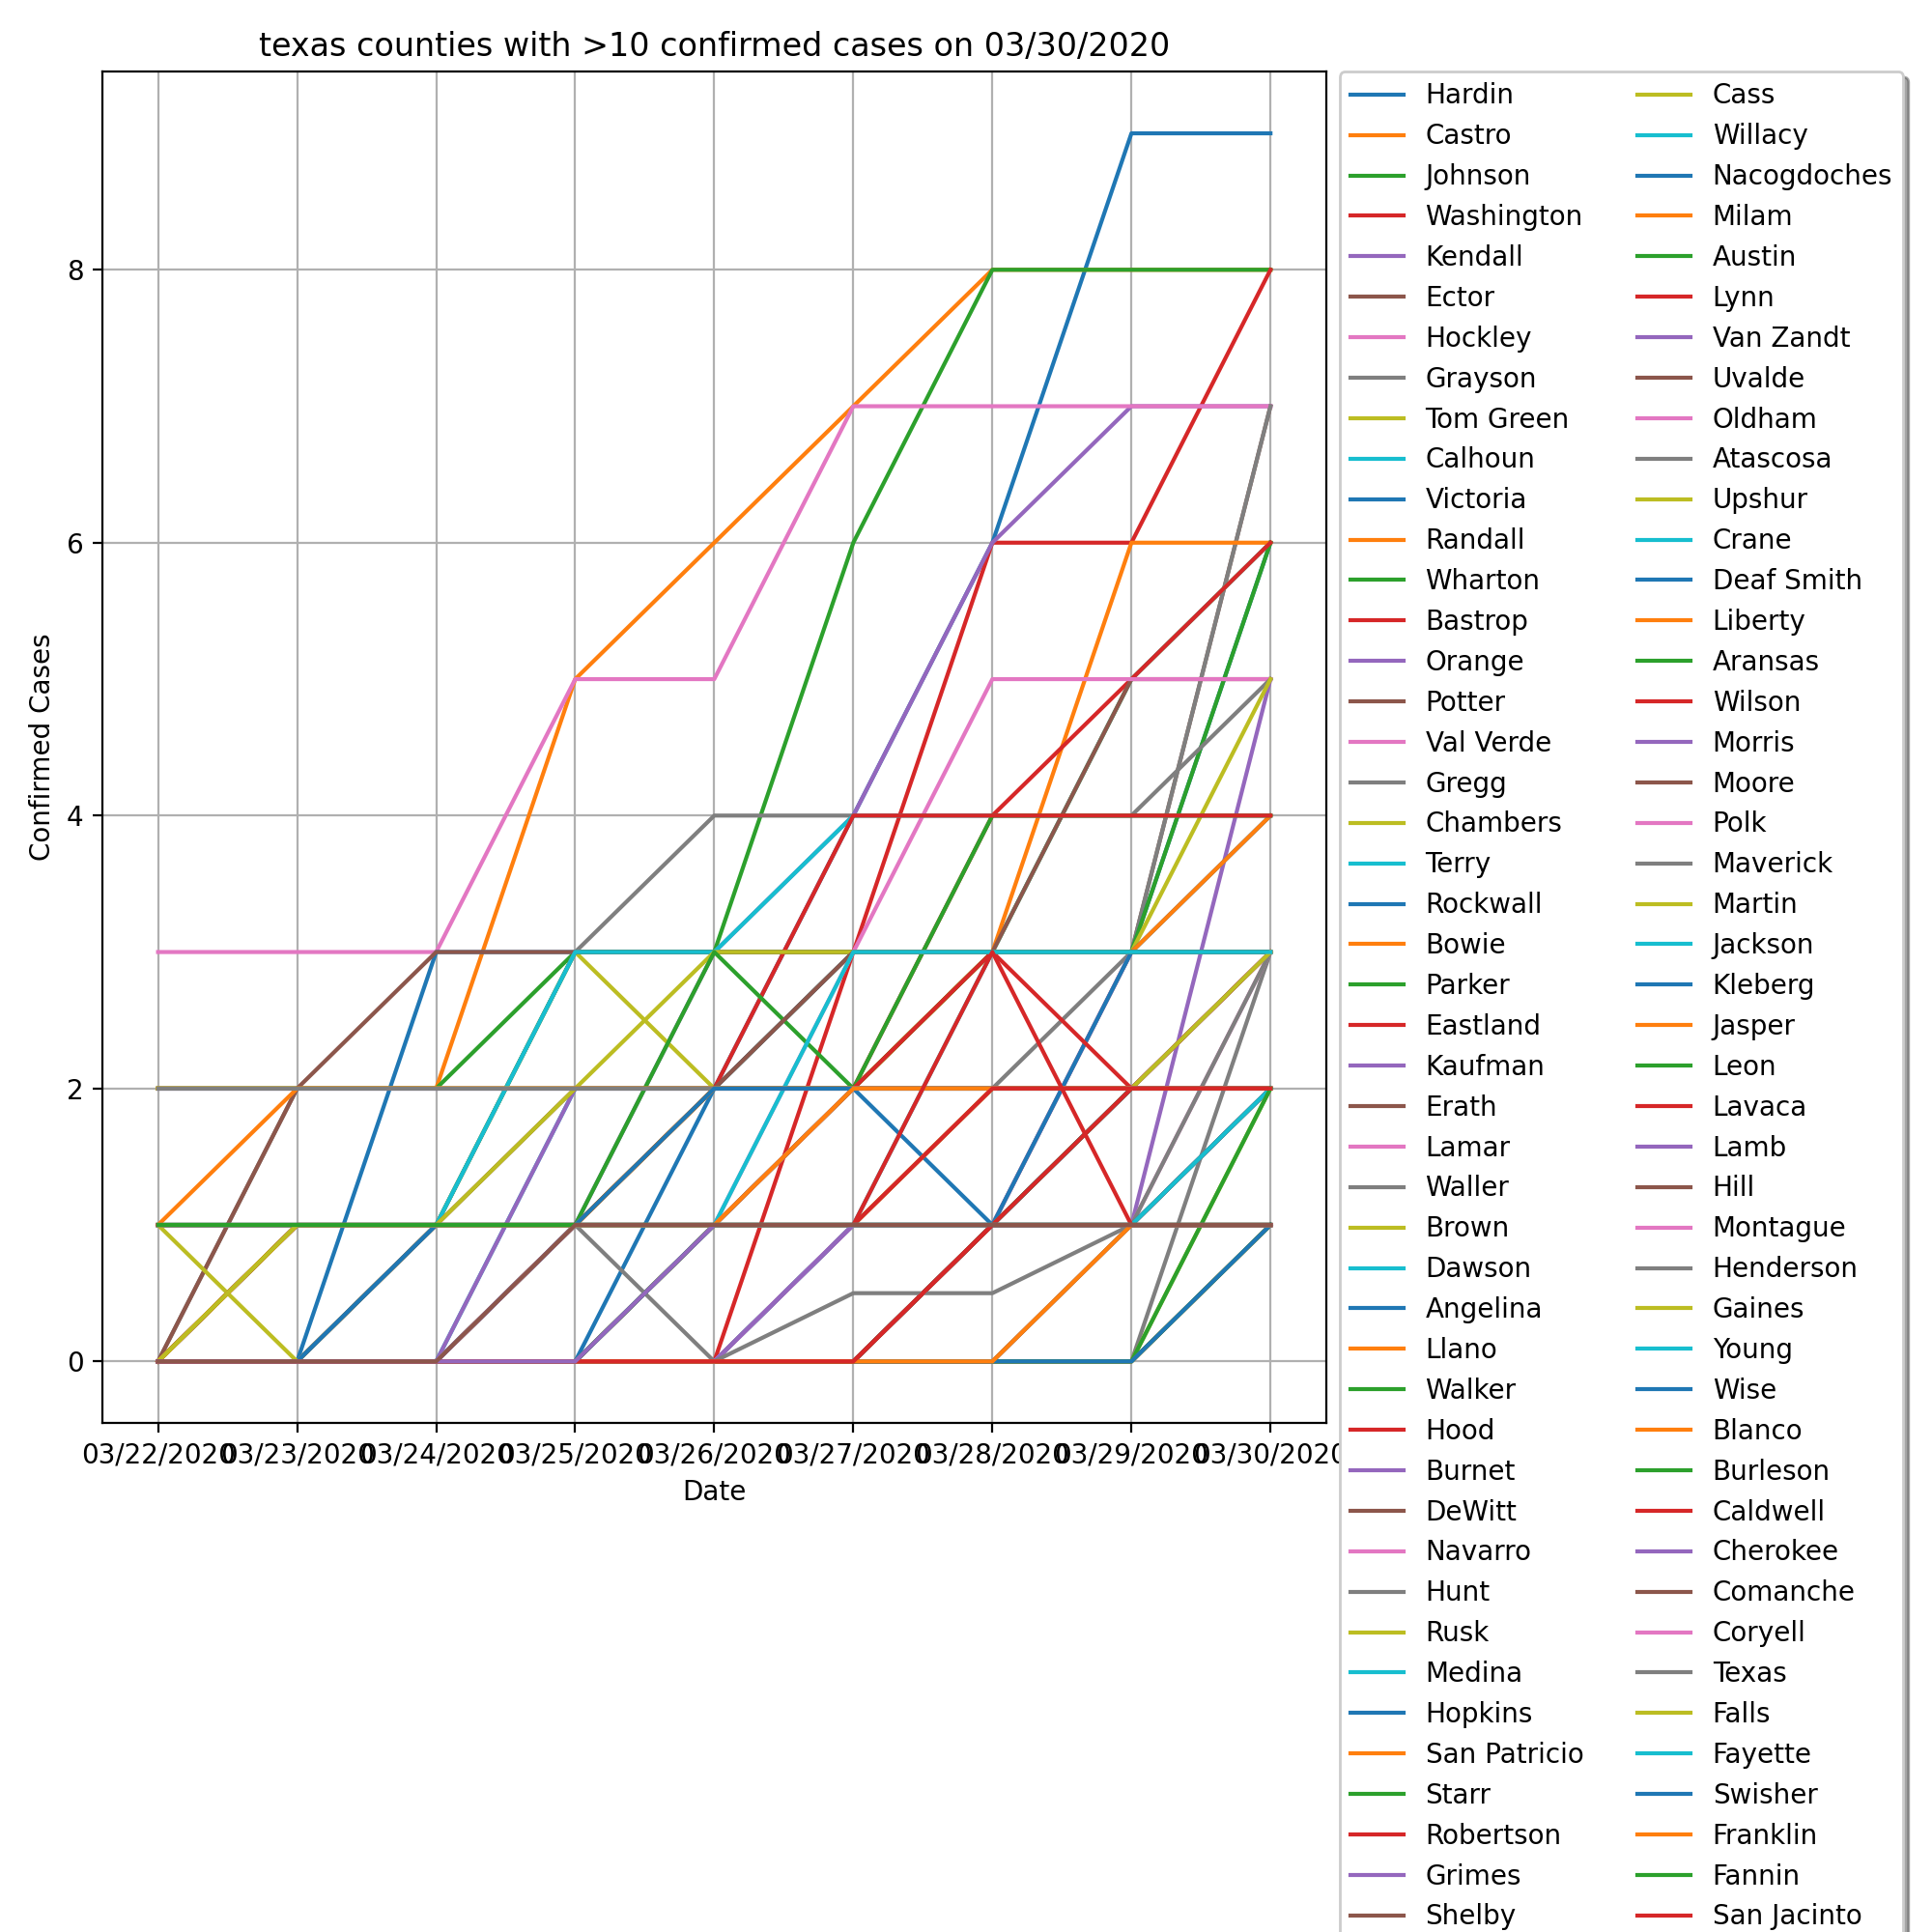 texas counties with >10 confirmed cases on 03/30/2020
8
6
4
2
0
Confirmed Cases
03/22/2020
03/23/2020
03/24/2020
03/25/2020
03/26/2020
03/27/2020
03/28/2020
03/29/2020
03/30/2020
Date
Hardin
Castro
Johnson
Washington
Kendall
Ector
Hockley
Grayson
Tom Green
Calhoun
Victoria
Randall
Wharton
Bastrop
Orange
Potter
Val Verde
Gregg
Chambers
Terry
Rockwall
Bowie
Parker
Eastland
Kaufman
Erath
Lamar
Waller
Brown
Dawson
Angelina
Llano
Walker
Hood
Burnet
DeWitt
Navarro
Hunt
Rusk
Medina
Hopkins
San Patricio
Starr
Robertson
Grimes
Shelby
Cass
Willacy
Nacogdoches
Milam
Austin
Lynn
Van Zandt
Uvalde
Oldham
Atascosa
Upshur
Crane
Deaf Smith
Liberty
Aransas
Wilson
Morris
Moore
Polk
Maverick
Martin
Jackson
Kleberg
Jasper
Leon
Lavaca
Lamb
Hill
Montague
Henderson
Gaines
Young
Wise
Blanco
Burleson
Caldwell
Cherokee
Comanche
Coryell
Texas
Falls
Fayette
Swisher
Franklin
Fannin
San Jacinto